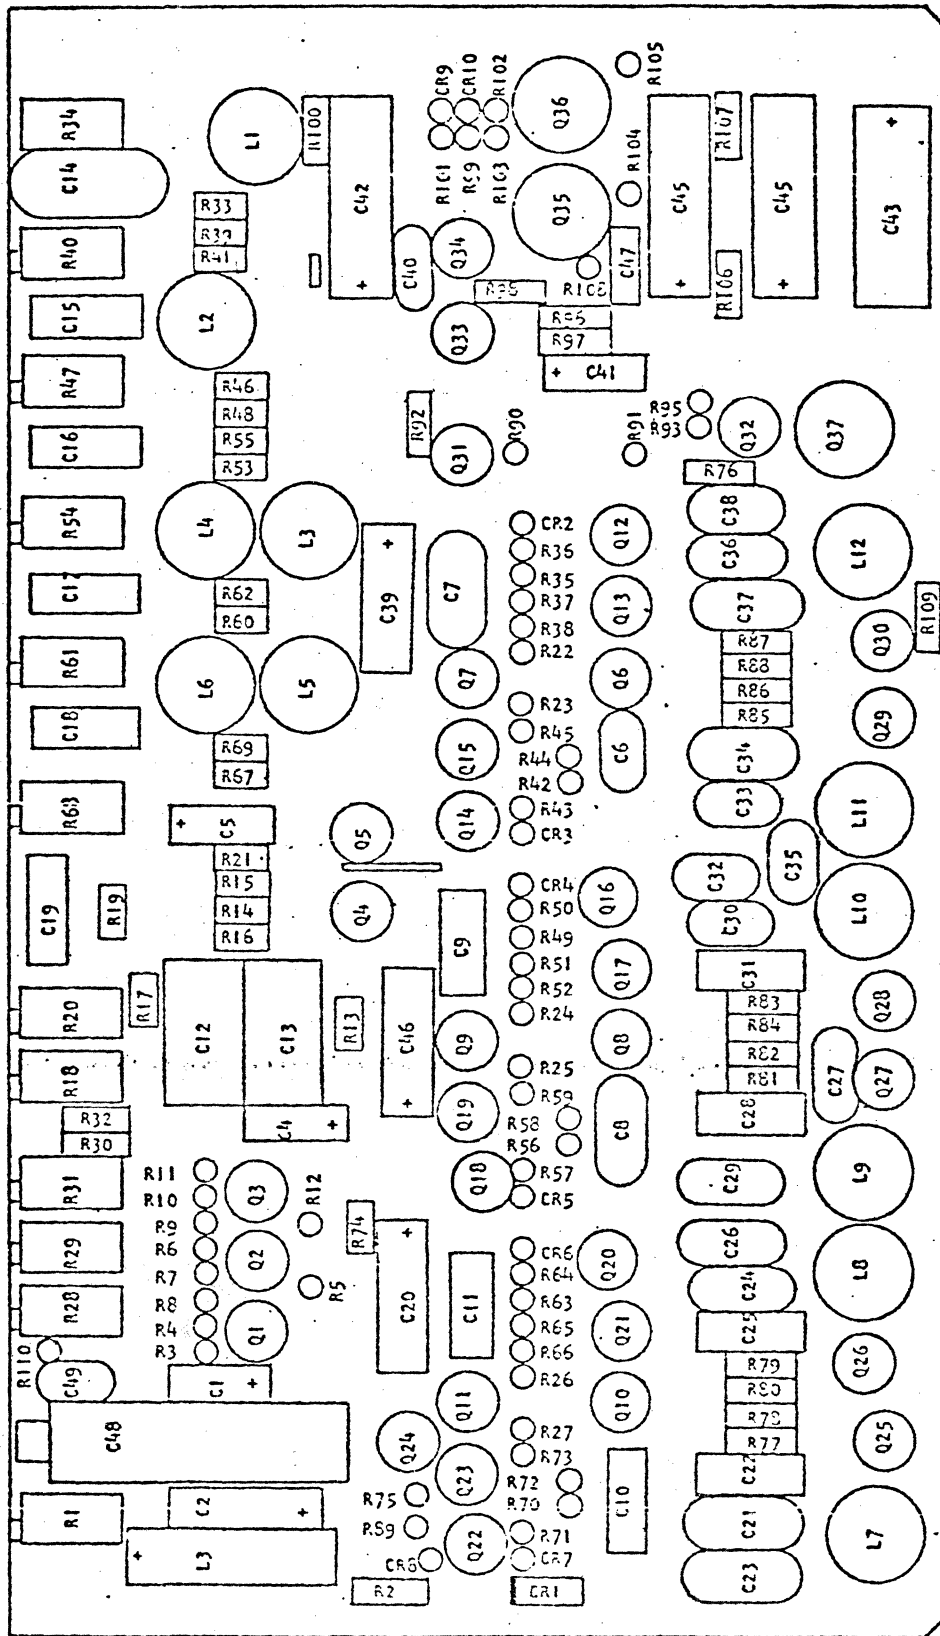 R34
C14
R40
C15
R47
C16
R54
C17
R61
C18
R68
C19
R19
R20
R17
R18
R32
R30
R31
R29
R28
R110
C49
C48
R1
L1
R100
R33
R39
R41
L2
R46
R48
R55
R53
L4
L3
R62
R60
L6
L5
R69
R67
+
C5
R21
R15
R14
R16
Q5
Q4
C12
C13
R13
C4
+
R11
R10
R9
R6
R7
R8
R4
R3
Q3
Q2
Q1
R12
R5
C1
+
C2
+
+
L3
R74
+
C20
C42
+
C40
CR9
CR10
R102
R101
R99
R103
Q34
Q33
R92
Q31
R90
+
C39
C7
Q7
Q15
Q14
C9
C46
+
Q9
Q19
Q18
C11
Q11
Q24
Q23
Q22
R75
R89
CR8
R2
CR1
Q36
Q35
R105
R104
R108
C47
R96
R97
+
C41
R91
R95
R93
Q32
Q37
R76
CR2
R36
R35
R37
R38
R22
R23
R45
R44
R42
R43
CR3
CR4
R50
R49
R51
R52
R24
R25
R59
R58
R56
R57
CR5
CR6
R64
R63
R65
R66
R26
R27
R73
R72
R70
R71
CR7
Q12
Q13
Q6
C6
Q16
Q17
Q8
C8
Q20
Q21
Q10
C10
C45
+
R107
R106
C45
+
+
C43
C38
C36
C37
R87
R88
R86
R85
C34
C33
C35
C32
C30
C31
R83
R84
R82
R81
C28
C27
C29
C26
C24
C25
R79
R80
R78
R77
C22
C21
C23
L12
Q30
R109
Q29
L11
L10
Q28
Q27
L9
L8
Q26
Q25
L7